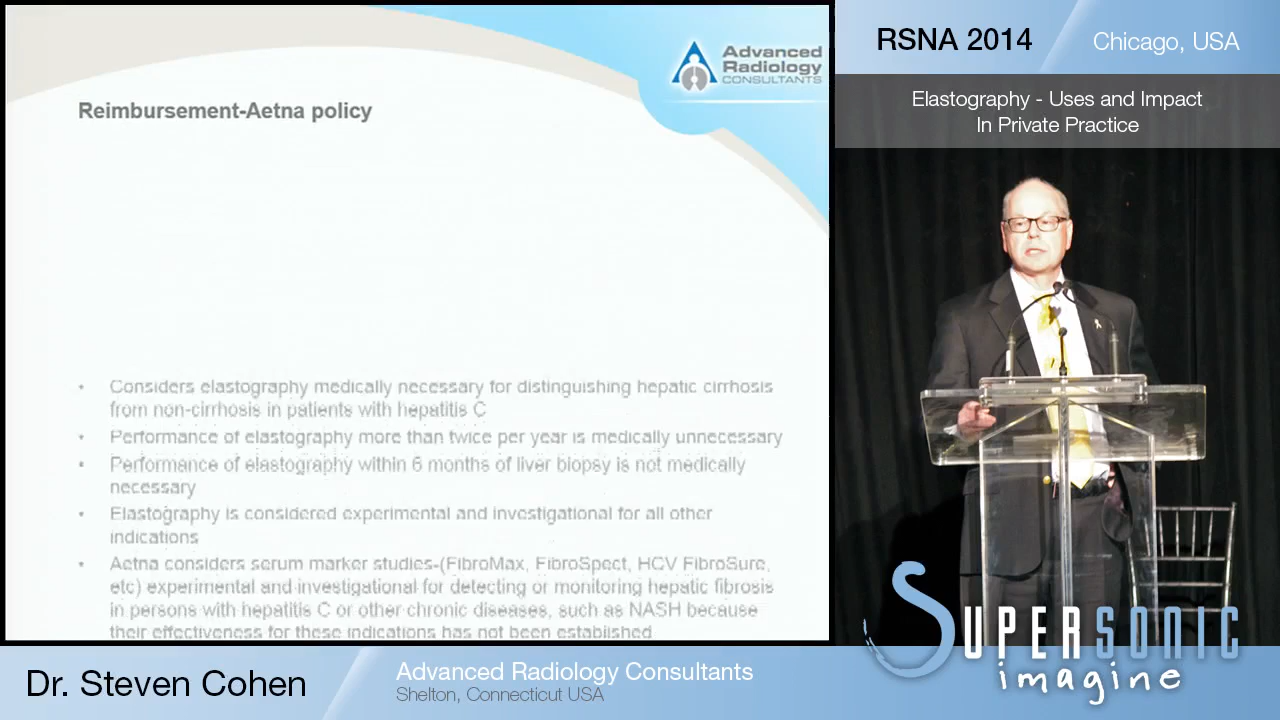 Advanced
Radiology
CONSULTANTS
Reimbursement-Aetna policy
• Considers elastography medically necessary for distinguishing hepatic cirrhosis
from non-cirrhosis in patients with hepatitis C
• Performance of elastography more than twice per year is medically unnecessary
• Performance of elastography within 6 months of liver biopsy is not medically
necessary
• Elastography is considered experimental and investigational for all other
indications
• Aetna considers serum marker studies-(FibroMax, FibroSpect, HCV FibroSure,
etc) experimental and investigational for detecting or monitoring hepatic fibrosis
in persons with hepatitis C or other chronic diseases, such as NASH because
their effectiveness for these indications has not been established
RSNA 2014
Chicago, USA
Elastography - Uses and Impact
In Private Practice
SUPERSONIC
imagine
Dr. Steven Cohen
Advanced Radiology Consultants
Shelton, Connecticut USA